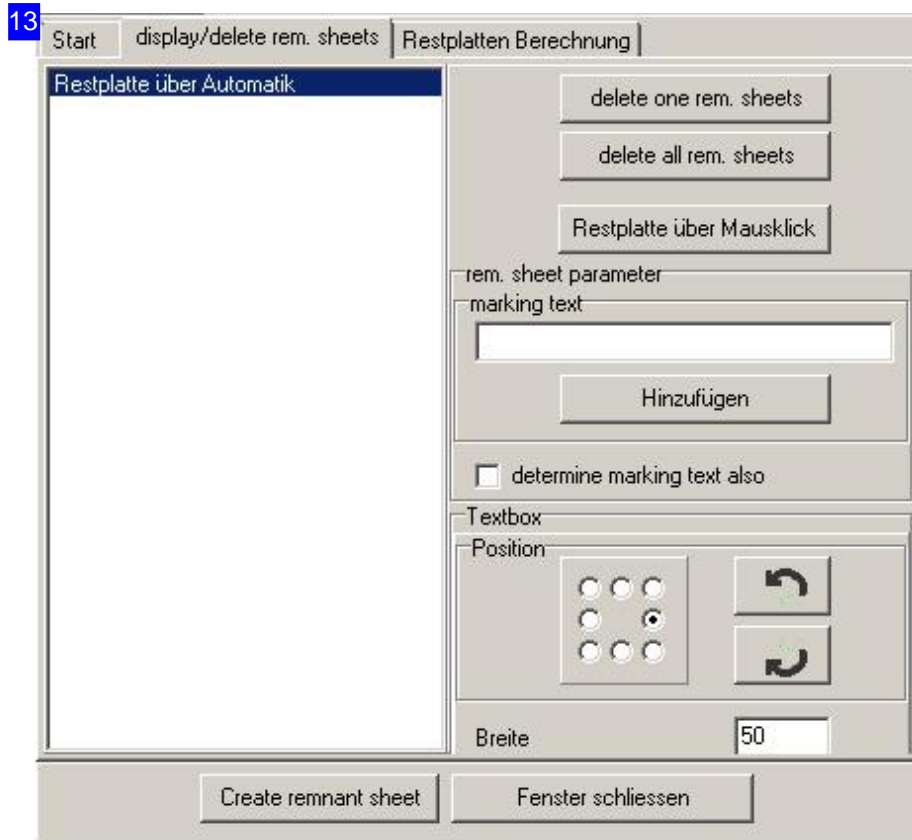 13
Start display/delete rem. sheets Restplatten Berechnung
Restplatte über Automatik
delete one rem. sheets
delete all rem. sheets
Restplatte über Mausklick
rem. sheet parameter
marking text
Hinzufügen
determine marking text also
Textbox
Position
Breite 50
Create remnant sheet Fenster schliessen